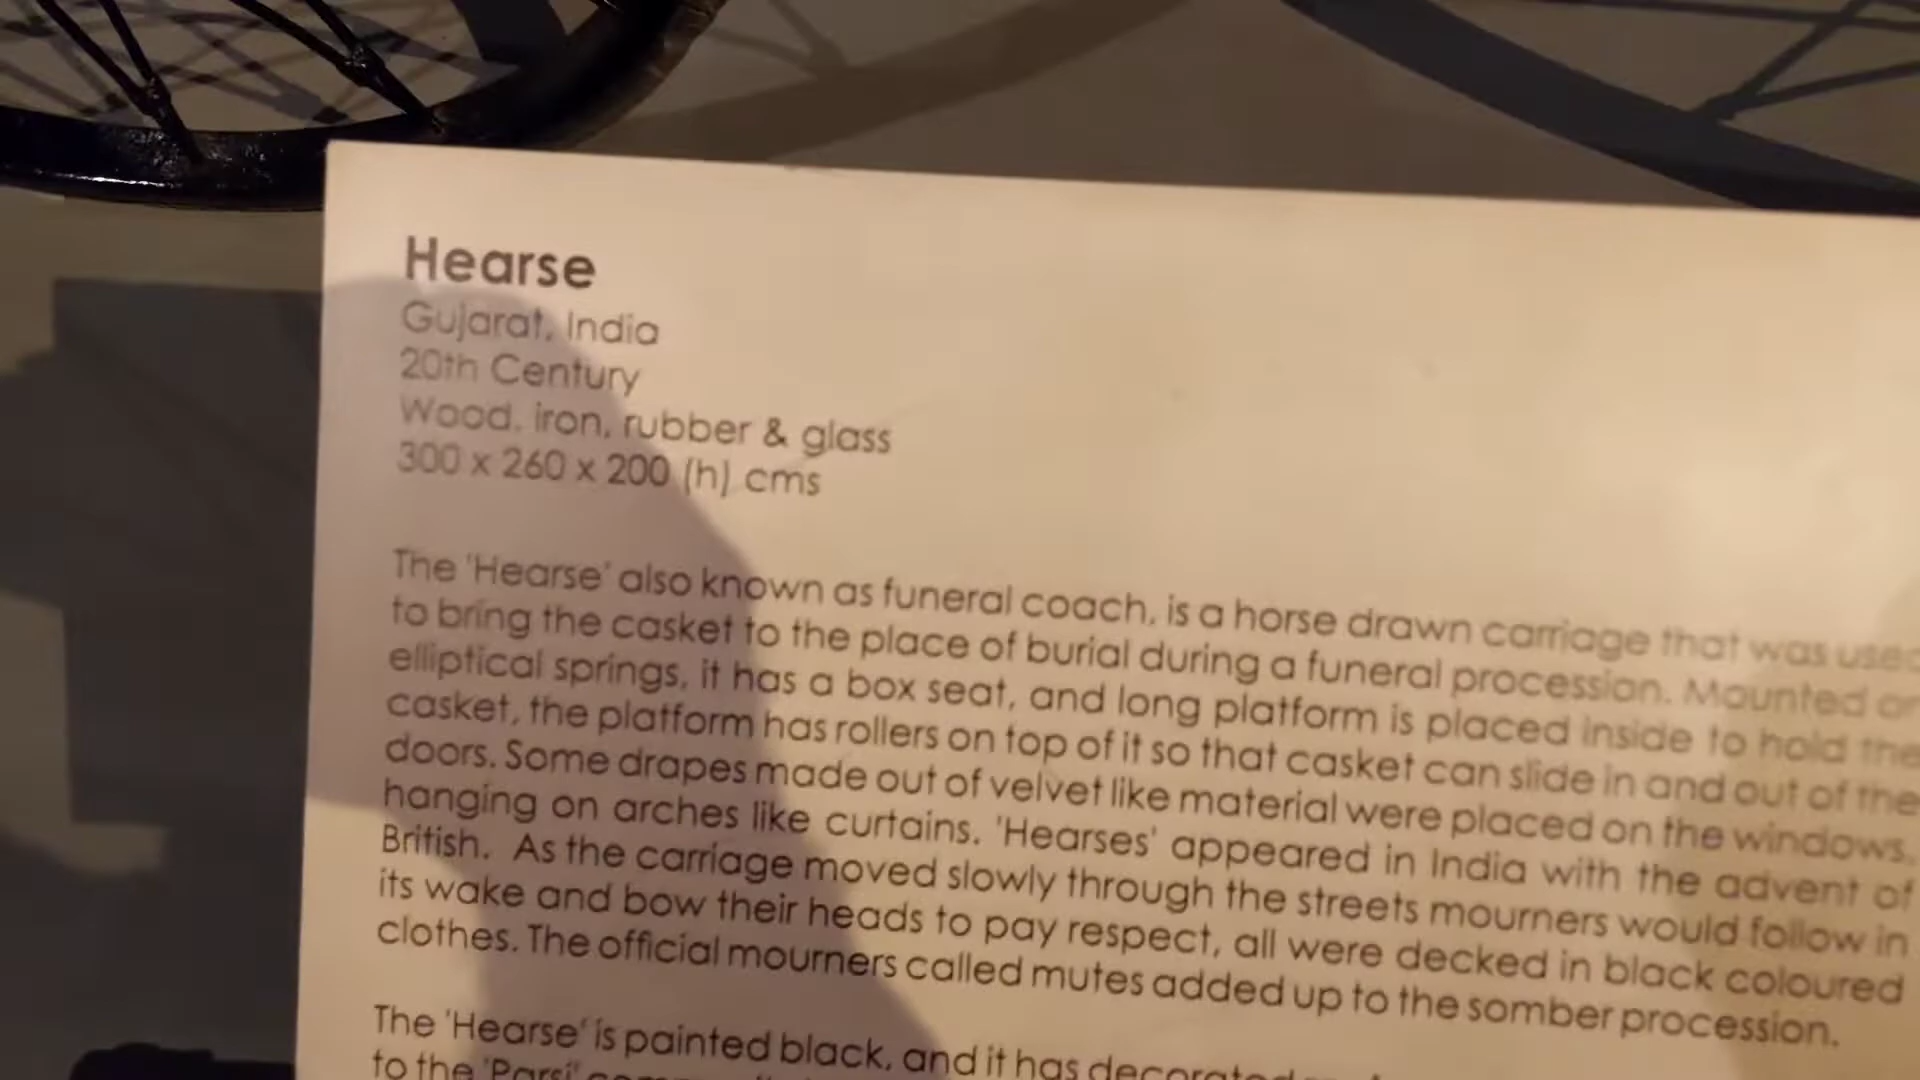 Hearse
Gujarat, India
20th Century
Wood, iron, rubber & glass
300 x 260 x 200 (h) cms
The 'Hearse' also known as funeral coach, is a horse drawn carriage that was used
to bring the casket to the place of burial during a funeral procession. Mounted on
elliptical springs, it has a box seat, and long platform is placed inside to hold the
casket, the platform has rollers on top of it so that casket can slide in and out of the
doors. Some drapes made out of velvet like material were placed on the windows,
hanging on arches like curtains. 'Hearses' appeared in India with the advent of
British. As the carriage moved slowly through the streets mourners would follow in
its wake and bow their heads to pay respect, all were decked in black coloured
clothes. The official mourners called mutes added up to the somber procession.
The 'Hearse' is painted black, and it has decorated
to the 'Parsi'